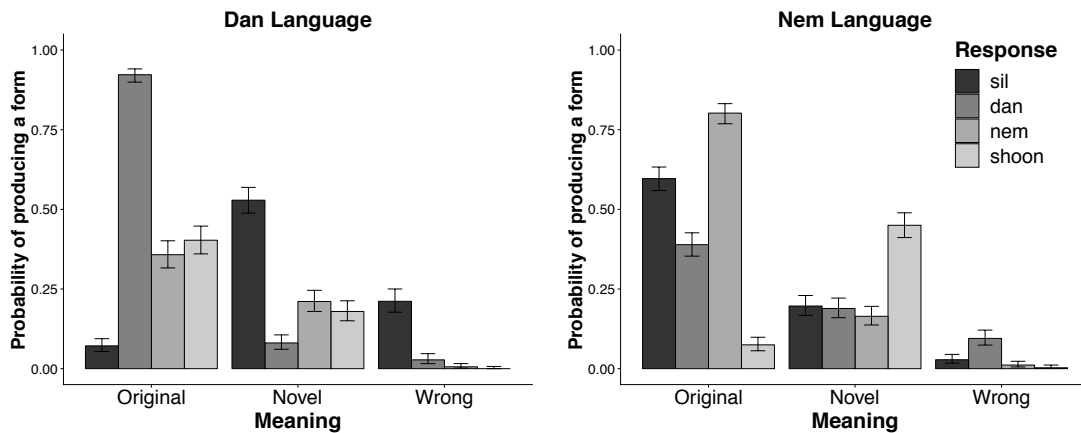 Dan Language
Probability of producing a form
1.00
0.75
0.50
0.25
0.00
Original
Novel
Wrong
Meaning
Nem Language
Probability of producing a form
1.00
0.75
0.50
0.25
0.00
Original
Novel
Wrong
Meaning
Response
sil
dan
nem
shoon